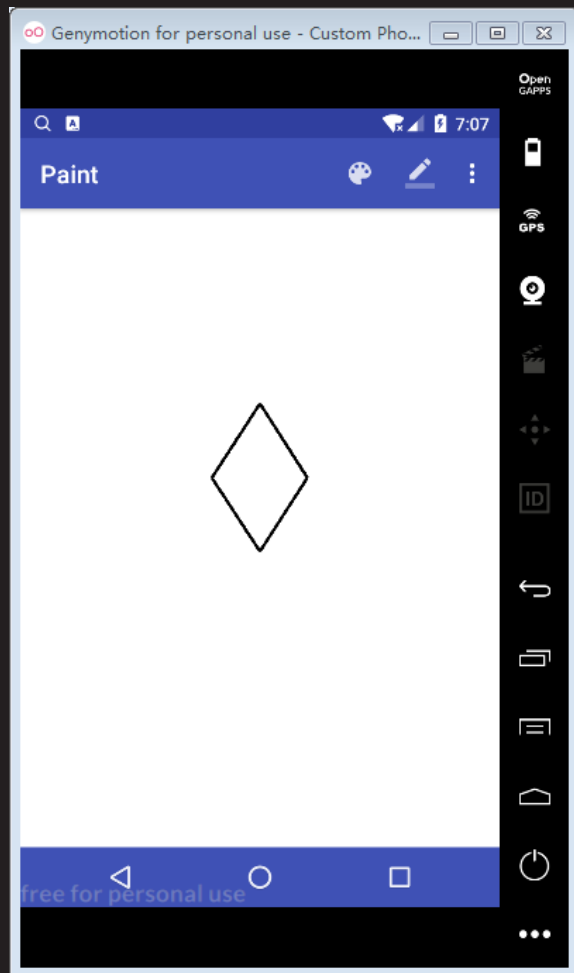 Genymotion for personal use - Custom Pho...
Open
GAPPS
A
7:07
Paint
GPS
ID
free for personal use